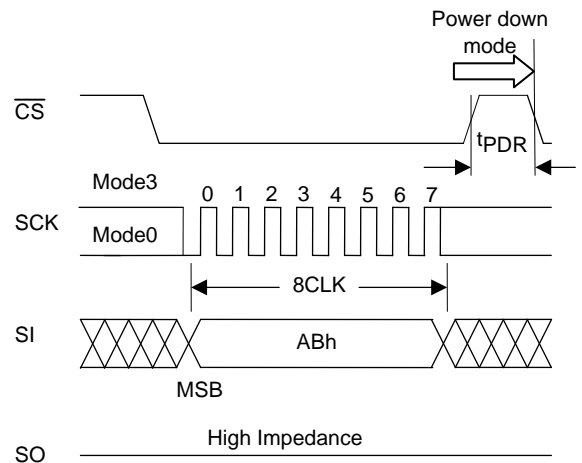 Power down
mode
CS
tPDR
Mode3
0 1 2 3 4 5 6 7
SCK
Mode0
8CLK
SI
ABh
MSB
High Impedance
SO